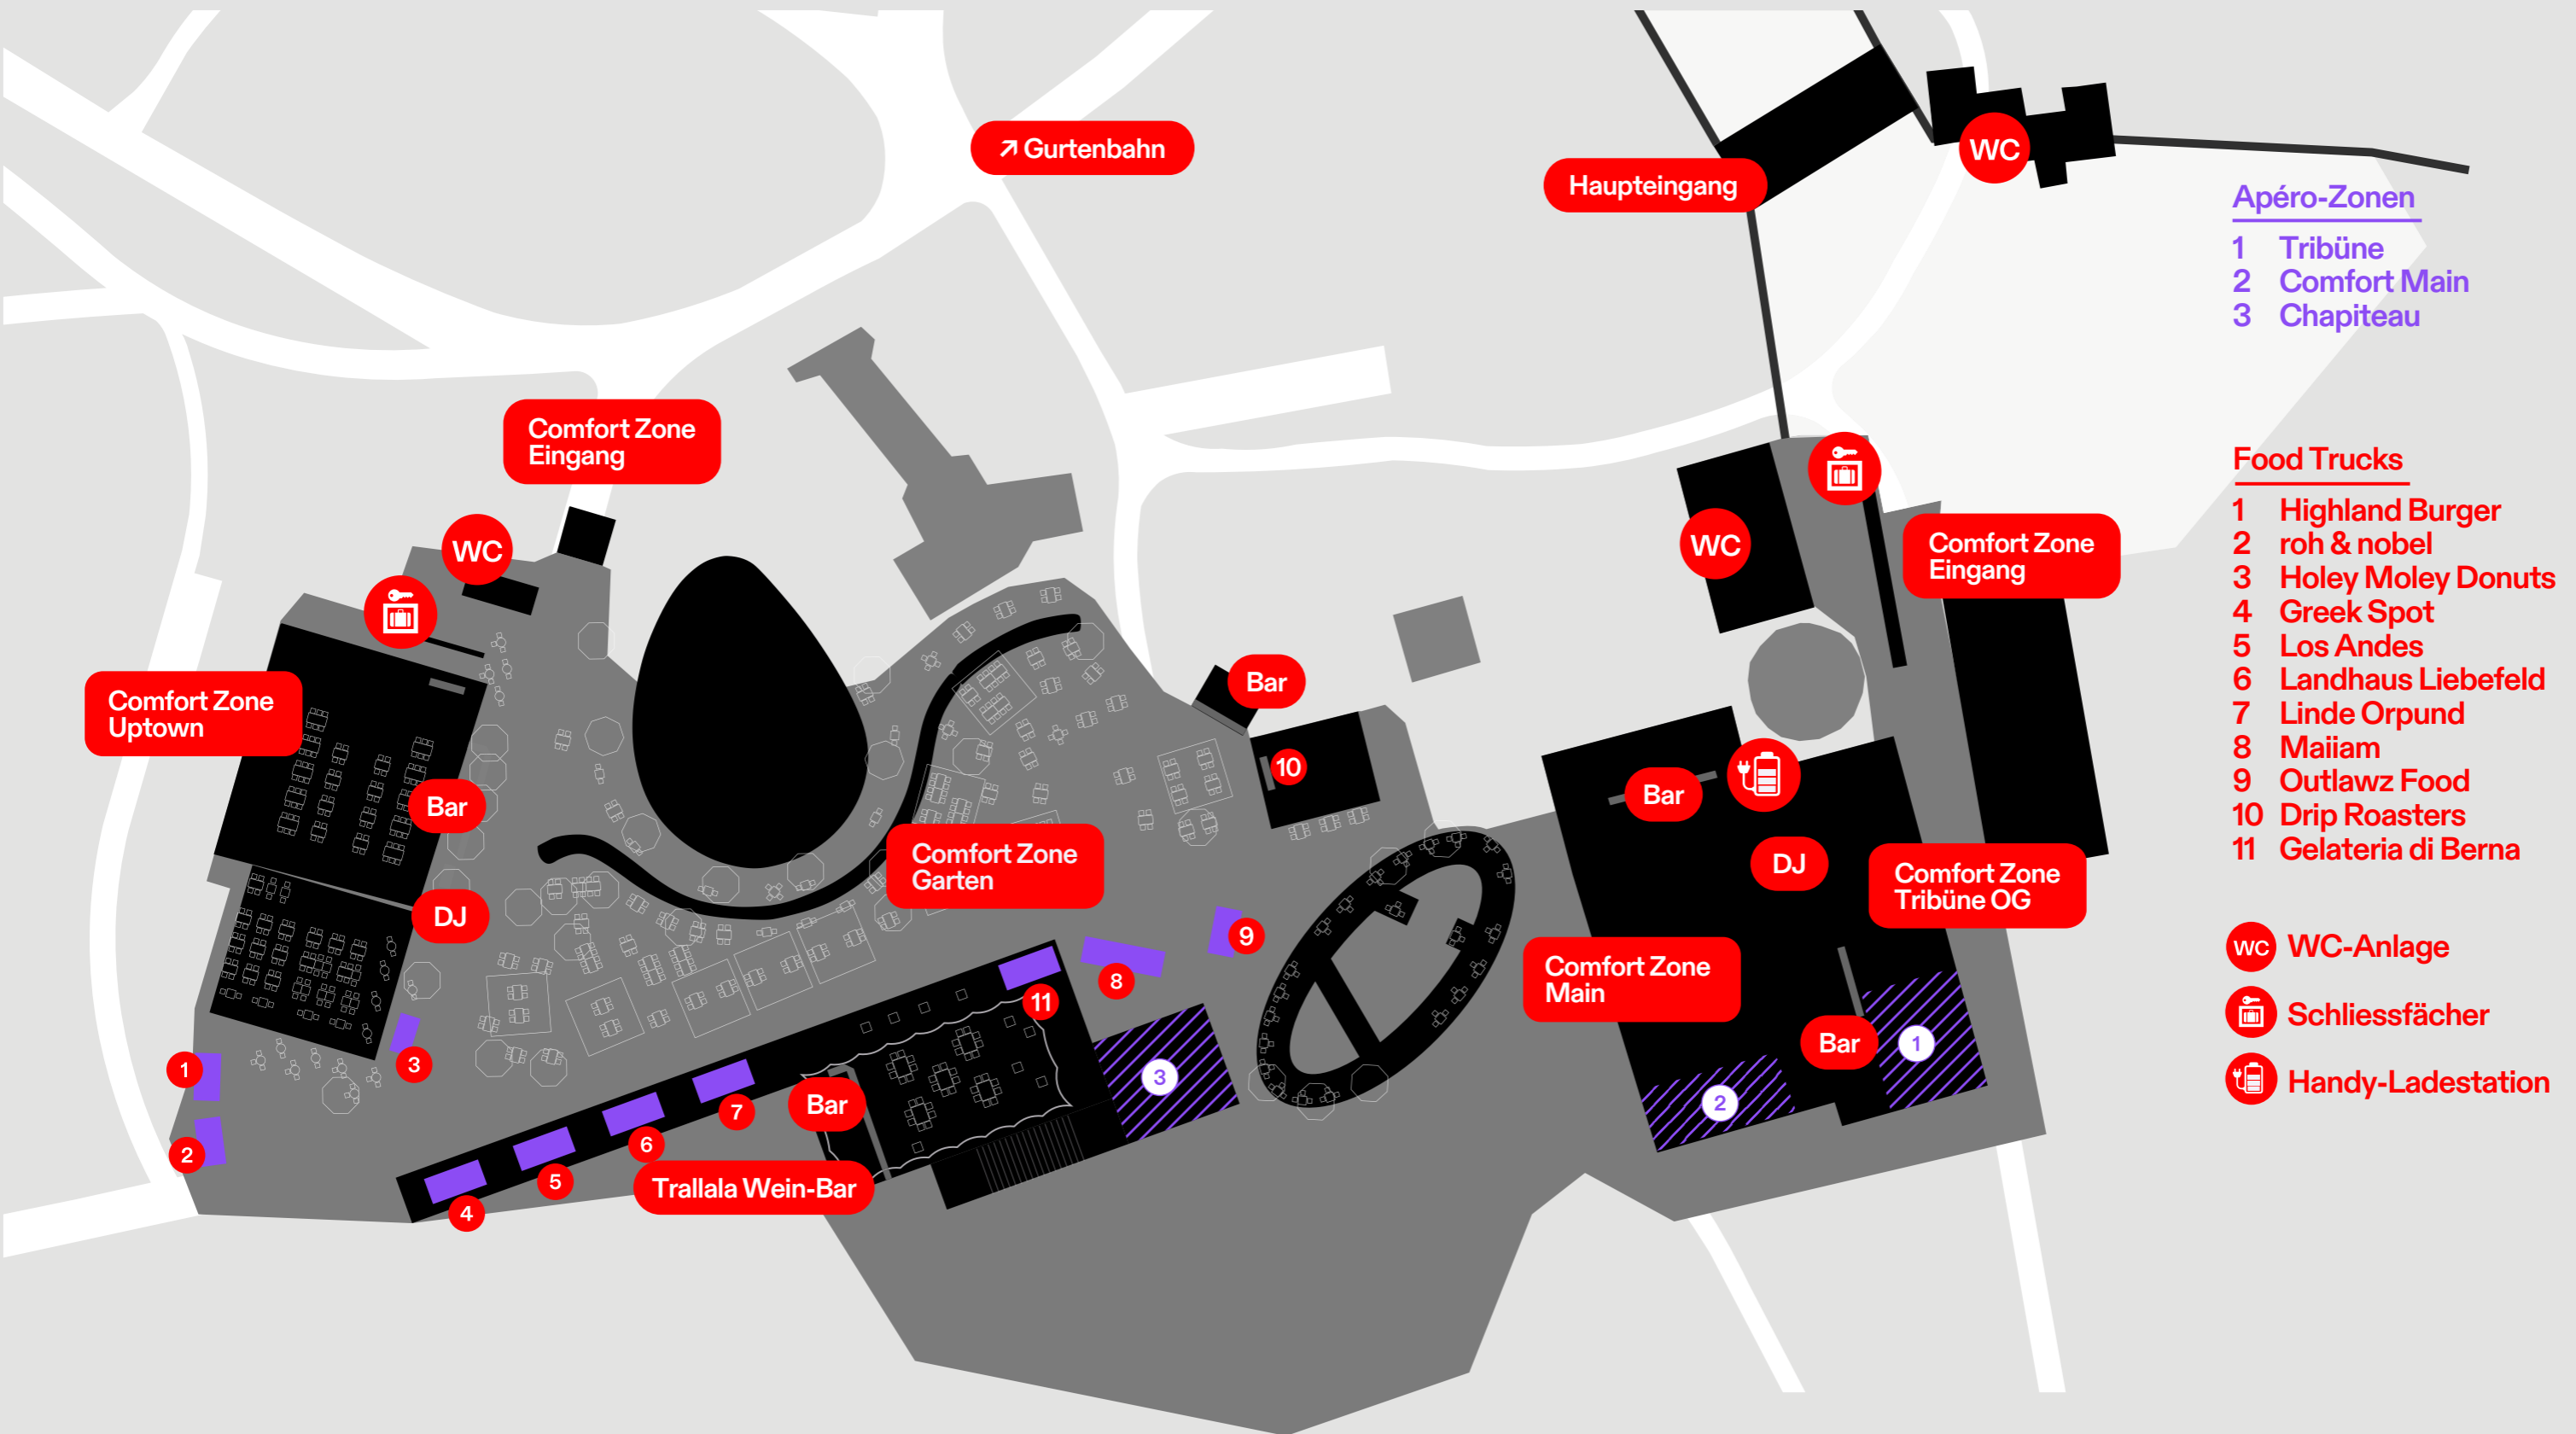 ↗ Gurtenbahn
Haupteingang
WC
Comfort Zone
Eingang
WC
Comfort Zone
Uptown
Bar
DJ
Comfort Zone
Garten
Bar
10
9
8
11
3
1
2
3
4
5
6
7
Bar
Trallala Wein-Bar
WC
Comfort Zone
Eingang
Bar
DJ
Comfort Zone
Tribüne OG
Comfort Zone
Main
Bar
1
2
Apéro-Zonen
1 Tribüne
2 Comfort Main
3 Chapiteau
Food Trucks
1 Highland Burger
2 roh & nobel
3 Holey Moley Donuts
4 Greek Spot
5 Los Andes
6 Landhaus Liebefeld
7 Linde Orpund
8 Maiiam
9 Outlawz Food
10 Drip Roasters
11 Gelateria di Berna
WC WC-Anlage
Schliessfächer
Handy-Ladestation